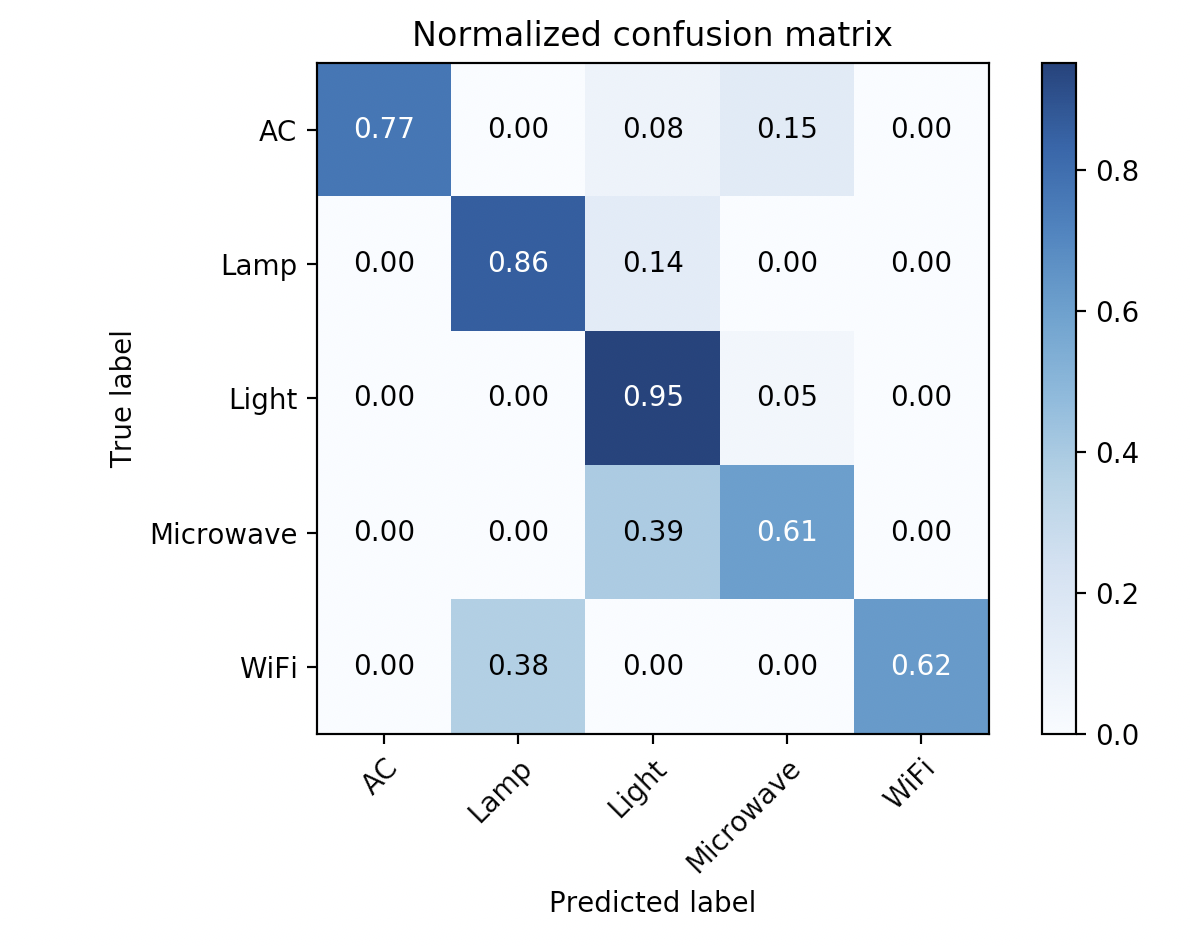 Normalized confusion matrix
AC 0.77 0.00 0.08 0.15 0.00
Lamp 0.00 0.86 0.14 0.00 0.00
Light 0.00 0.00 0.95 0.05 0.00
Microwave 0.00 0.00 0.39 0.61 0.00
WiFi 0.00 0.38 0.00 0.00 0.62
True label
AC Lamp Light Microwave WiFi
Predicted label
0.8
0.6
0.4
0.2
0.0